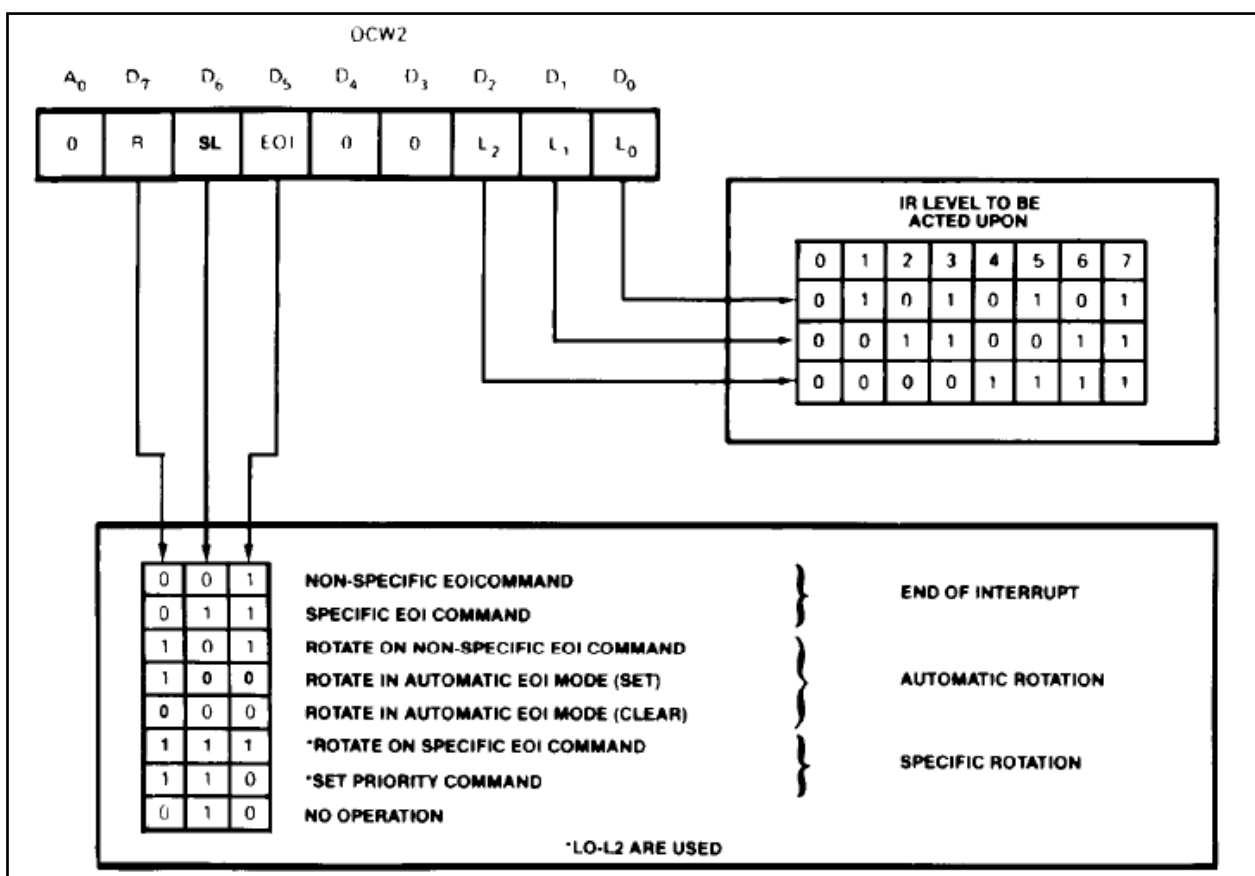 OCW2
A0 D7 D6 D5 D4 D3 D2 D1 D0
0 R SL EOI 0 0 L2 L1 L0
IR LEVEL TO BE
ACTED UPON
0 1 2 3 4 5 6 7
0 1 0 1 0 1 0 1
0 0 1 1 0 0 1 1
0 0 0 0 1 1 1 1
0 0 1 NON-SPECIFIC EOICOMMAND
0 1 1 SPECIFIC EOI COMMAND
END OF INTERRUPT
1 0 1 ROTATE ON NON-SPECIFIC EOI COMMAND
1 0 0 ROTATE IN AUTOMATIC EOI MODE (SET)
0 0 0 ROTATE IN AUTOMATIC EOI MODE (CLEAR)
AUTOMATIC ROTATION
1 1 1 *ROTATE ON SPECIFIC EOI COMMAND
1 1 0 *SET PRIORITY COMMAND
SPECIFIC ROTATION
0 1 0 NO OPERATION
*LO-L2 ARE USED